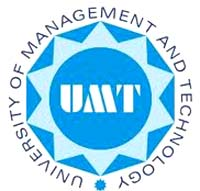 UNIVERSITY OF MANAGEMENT AND TECHNOLOGY
UMT